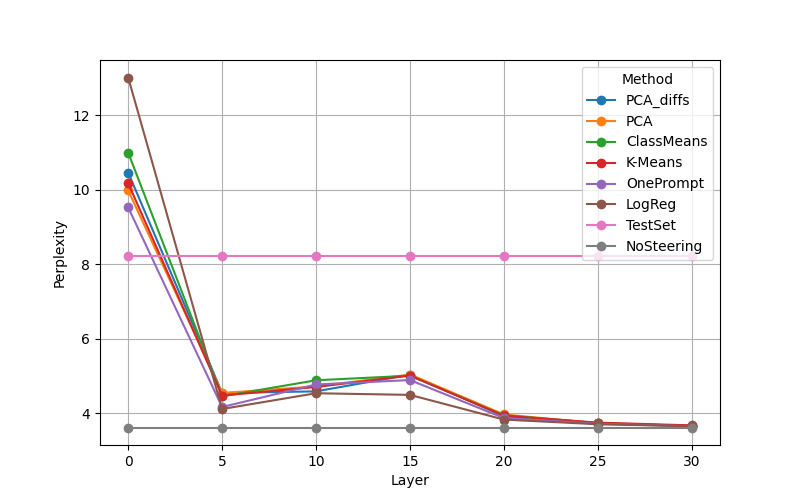 Method
PCA_diffs
PCA
ClassMeans
K-Means
OnePrompt
LogReg
TestSet
NoSteering
12
10
8
6
4
Perplexity
0 5 10 15 20 25 30
Layer